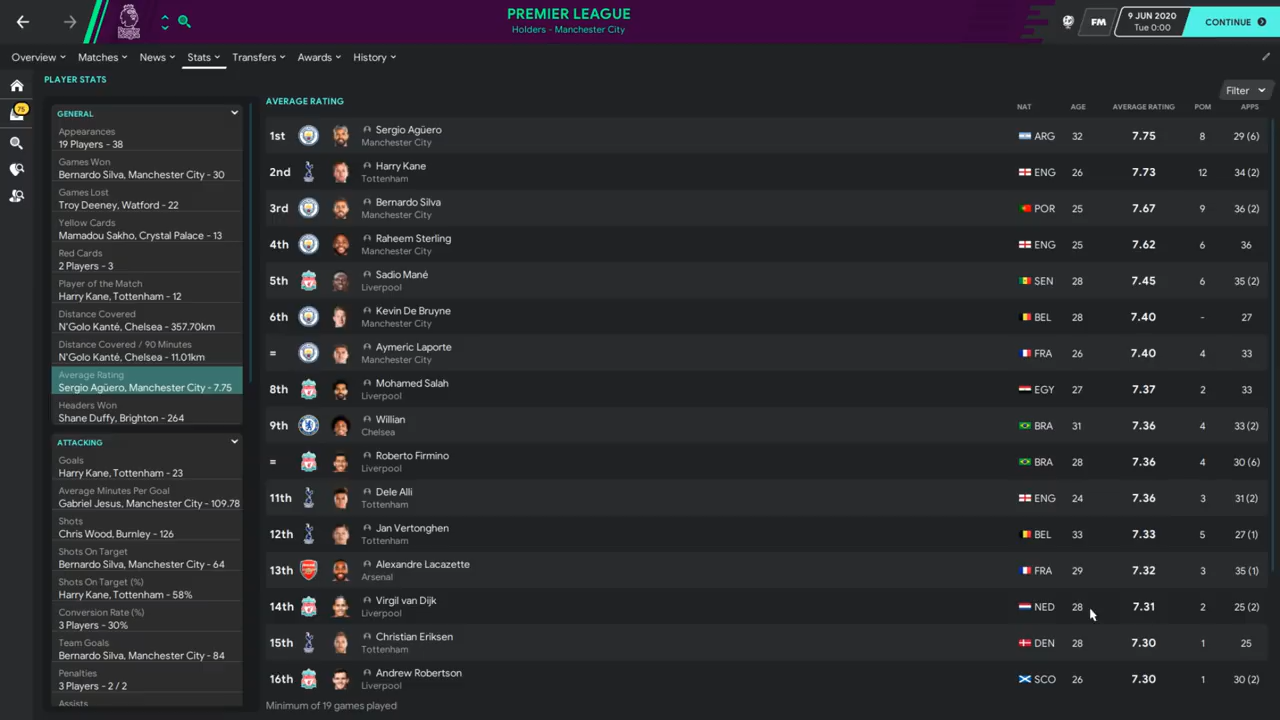 PREMIER LEAGUE
Holders - Manchester City
FM
9 JUN 2020
Tue 0:00
CONTINUE
Overview
Matches
News
Stats
Transfers
Awards
History
75
PLAYER STATS
Filter
GENERAL
Appearances
19 Players - 38
Games Won
Bernardo Silva, Manchester City - 30
Games Lost
Troy Deeney, Watford - 22
Yellow Cards
Mamadou Sakho, Crystal Palace - 13
Red Cards
2 Players - 3
Player of the Match
Harry Kane, Tottenham - 12
Distance Covered
N'Golo Kanté, Chelsea - 357.70km
Distance Covered / 90 Minutes
N'Golo Kanté, Chelsea - 11.01km
Average Rating
Sergio Agüero, Manchester City - 7.75
Headers Won
Shane Duffy, Brighton - 264
ATTACKING
Goals
Harry Kane, Tottenham - 23
Average Minutes Per Goal
Gabriel Jesus, Manchester City - 109.78
Shots
Chris Wood, Burnley - 126
Shots On Target
Bernardo Silva, Manchester City - 64
Shots On Target (%)
Harry Kane, Tottenham - 58%
Conversion Rate (%)
3 Players - 30%
Team Goals
Bernardo Silva, Manchester City - 84
Penalties
3 Players - 2 / 2
Assists
AVERAGE RATING
NAT AGE AVERAGE RATING POM APPS
1st Sergio Agüero ARG 32 7.75 8 29 (6)
Manchester City
2nd Harry Kane ENG 26 7.73 12 34 (2)
Tottenham
3rd Bernardo Silva POR 25 7.67 9 36 (2)
Manchester City
4th Raheem Sterling ENG 25 7.62 6 36
Manchester City
5th Sadio Mané SEN 28 7.45 6 35 (2)
Liverpool
6th Kevin De Bruyne BEL 28 7.40 - 27
Manchester City
= Aymeric Laporte FRA 26 7.40 4 33
Manchester City
8th Mohamed Salah EGY 27 7.37 2 33
Liverpool
9th Willian BRA 31 7.36 4 33 (2)
Chelsea
= Roberto Firmino BRA 28 7.36 4 30 (6)
Liverpool
11th Dele Alli ENG 24 7.36 3 31 (2)
Tottenham
12th Jan Vertonghen BEL 33 7.33 5 27 (1)
Tottenham
13th Alexandre Lacazette FRA 29 7.32 3 35 (1)
Arsenal
14th Virgil van Dijk NED 28 7.31 2 25 (2)
Liverpool
15th Christian Eriksen DEN 28 7.30 1 25
Tottenham
16th Andrew Robertson SCO 26 7.30 1 30 (2)
Liverpool
Minimum of 19 games played